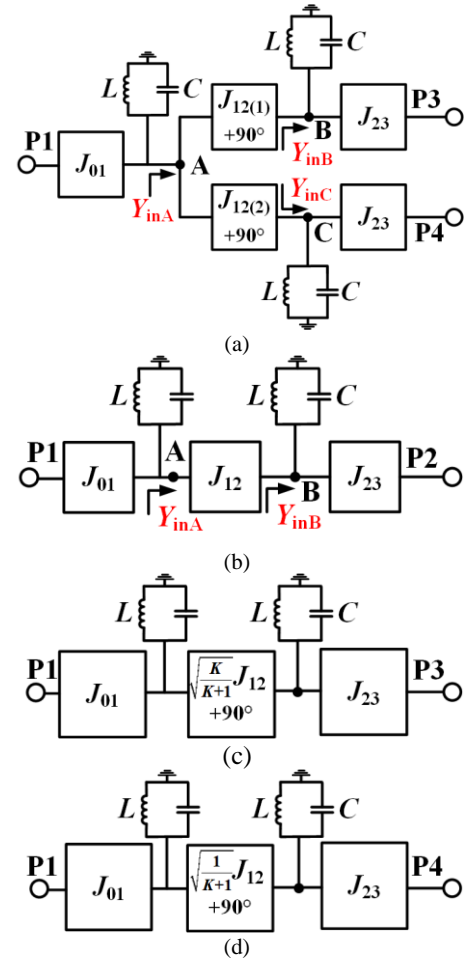 L C
P1 J01 A J12(1) +90° B J23 P3
YinA YinB YinC
J12(2) +90° C J23 P4
L C
L C
(a)
L L C
P1 J01 A J12 B J23 P2
YinA YinB
(b)
L L C
P1 J01 √K/K+1 J12 +90° J23 P3
(c)
L L C
P1 J01 √1/K+1 J12 +90° J23 P4
(d)